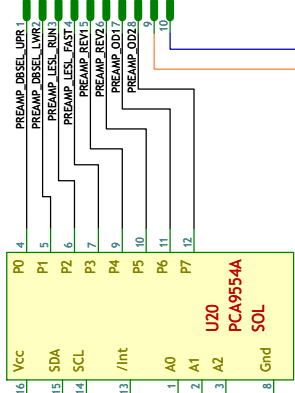 PREAMP_DBSEL_UPR 1
PREAMP_DBSEL_LWR 2
PREAMP_LESL_RUN 3
PREAMP_LESL_FAST 4
PREAMP_REV1 5
PREAMP_REV2 6
PREAMP_OD1 7
PREAMP_OD2 8
9
10
4
5
6
7
9
10
11
12
P0
P1
P2
P3
P4
P5
P6
P7
U20
PCA9554A
SOL
Vcc
SDA
SCL
/Int
A0
A1
A2
Gnd
16
15
14
13
1
2
3
8